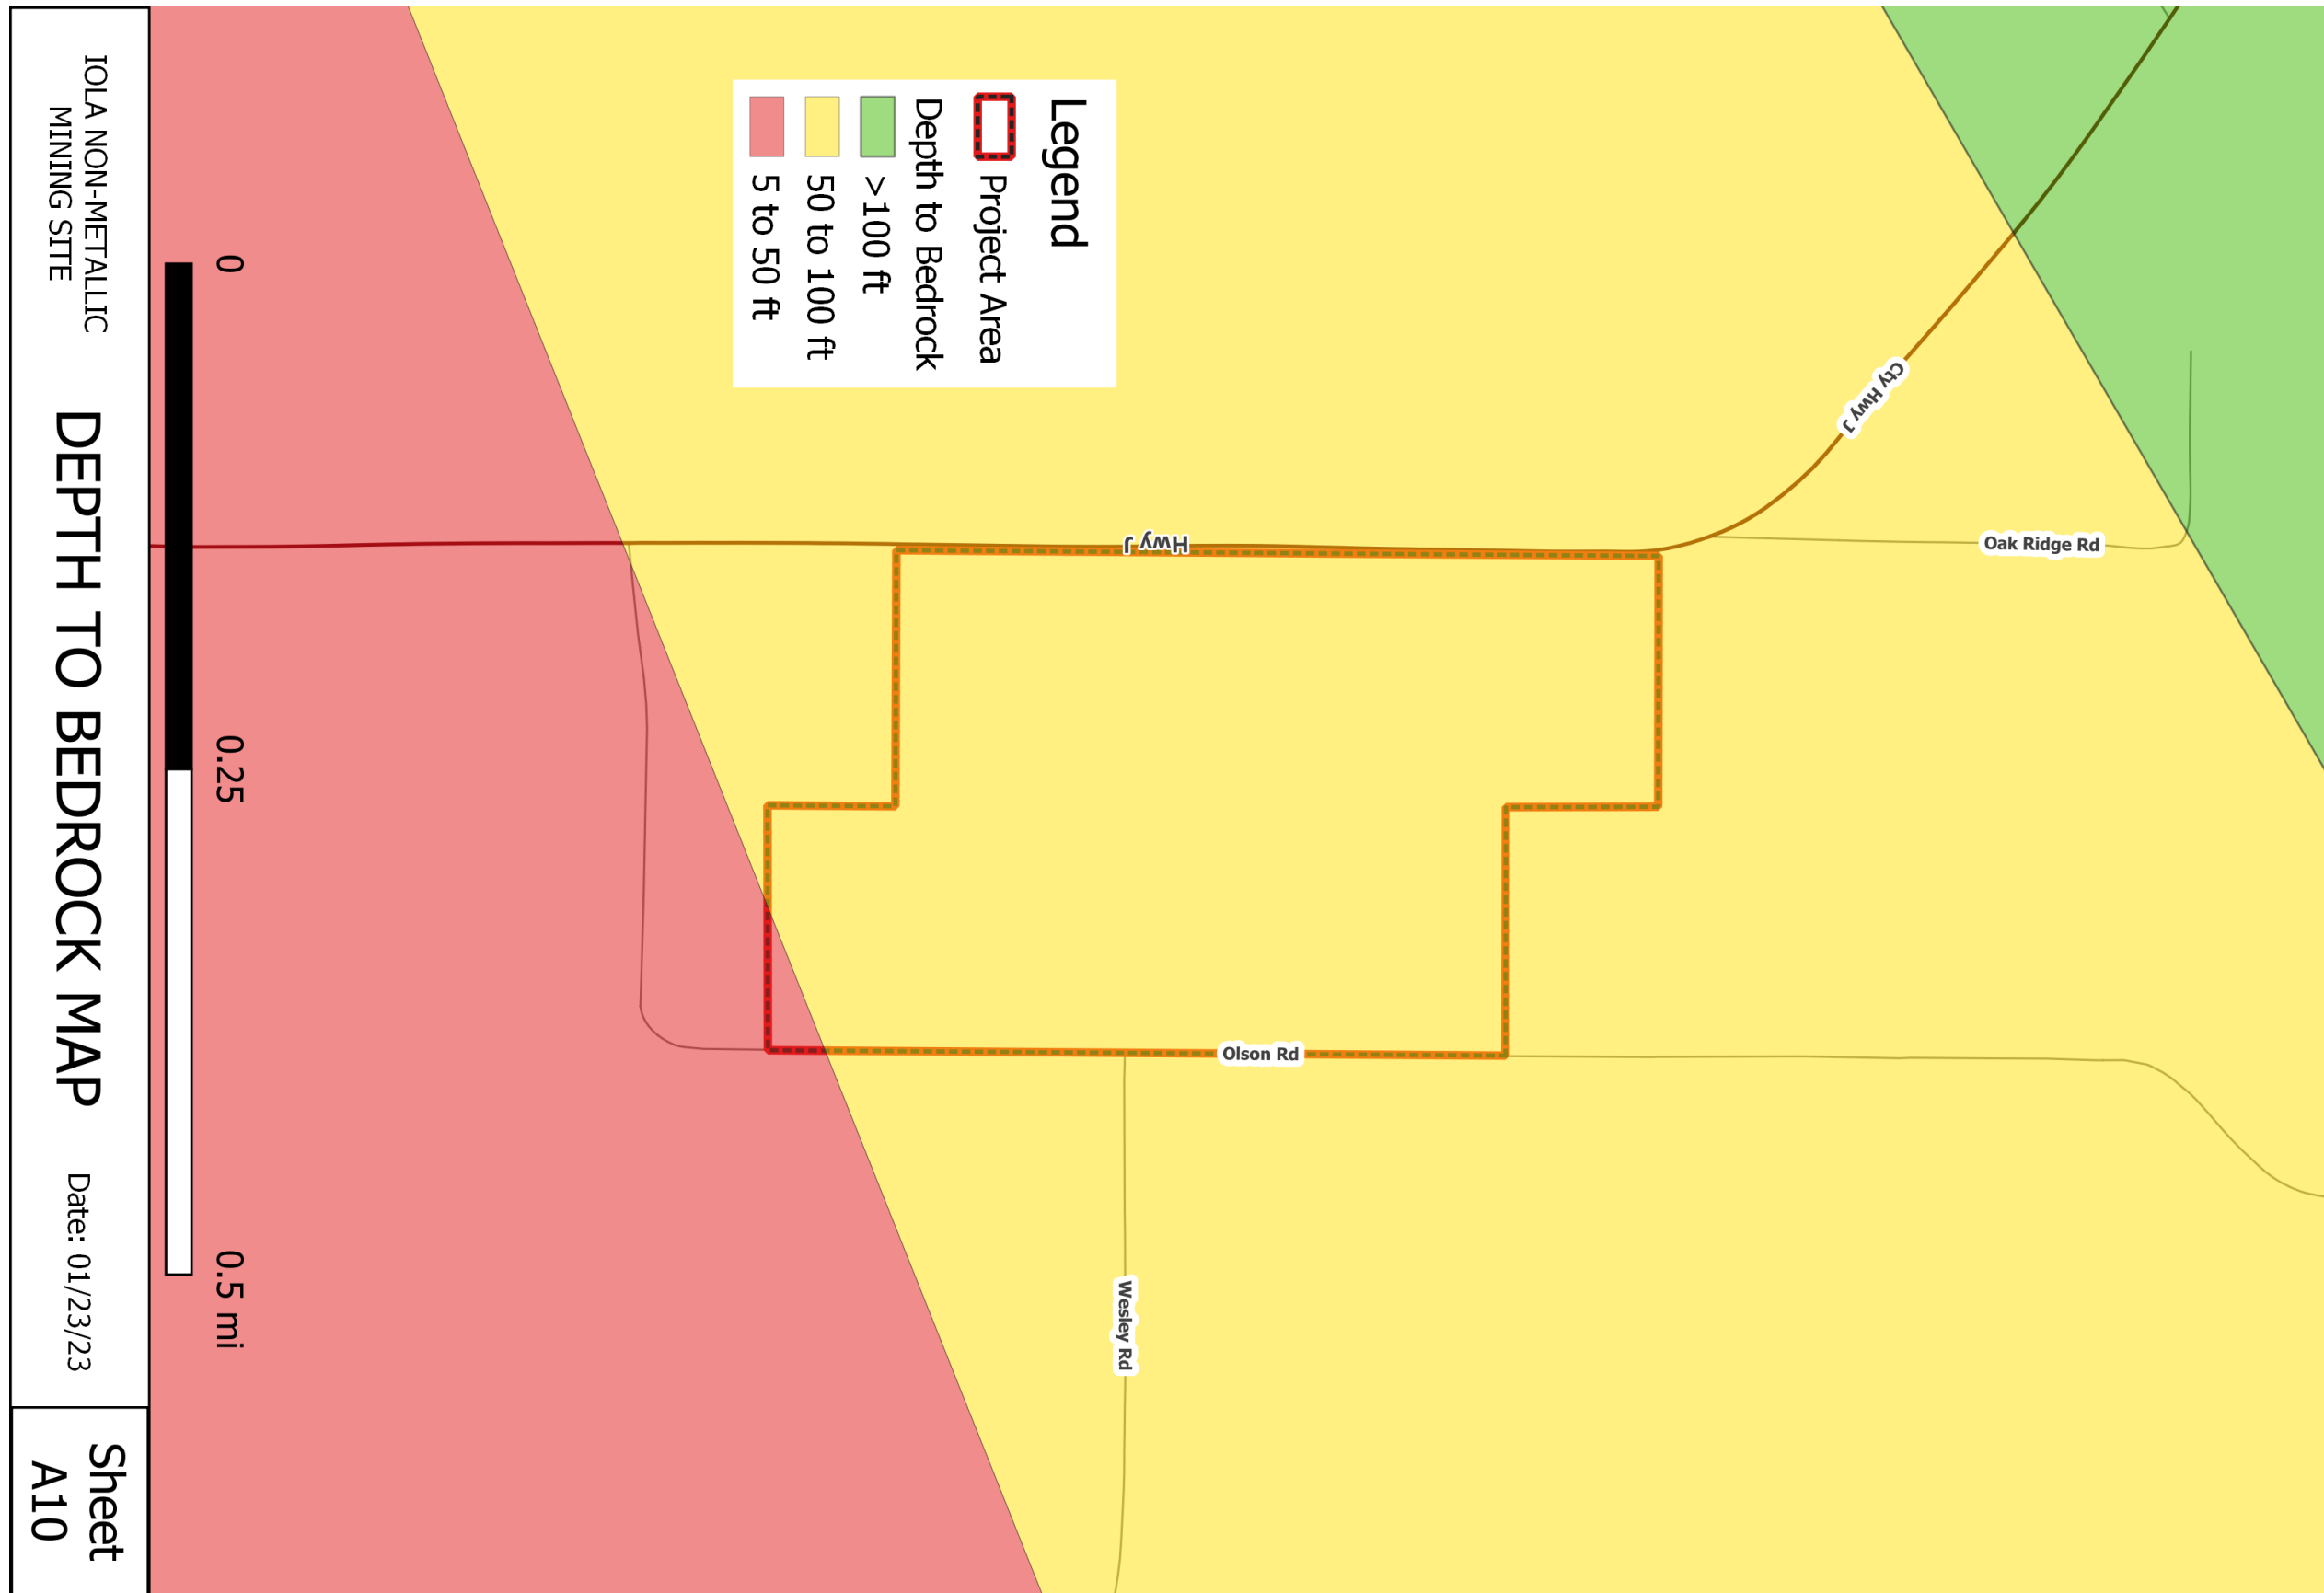 Legend
Project Area
Depth to Bedrock
>100 ft
50 to 100 ft
5 to 50 ft
Cty Hwy J
Oak Ridge Rd
Hwy J
Olson Rd
Wesley Rd
0
0.25
0.5 mi
IOLA NON-METALLIC
MINING SITE
DEPTH TO BEDROCK MAP
Date: 01/23/23
Sheet
A10